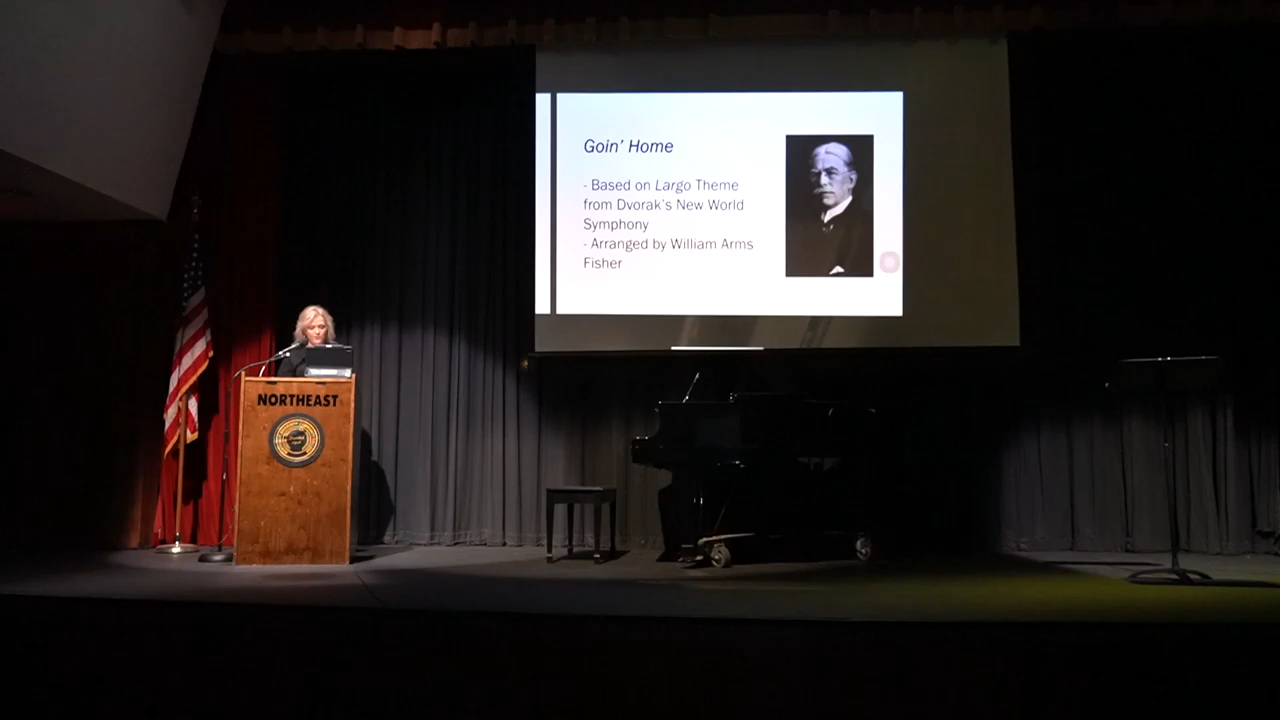 Goin' Home
- Based on Largo Theme
from Dvorak's New World
Symphony
- Arranged by William Arms
Fisher
NORTHEAST